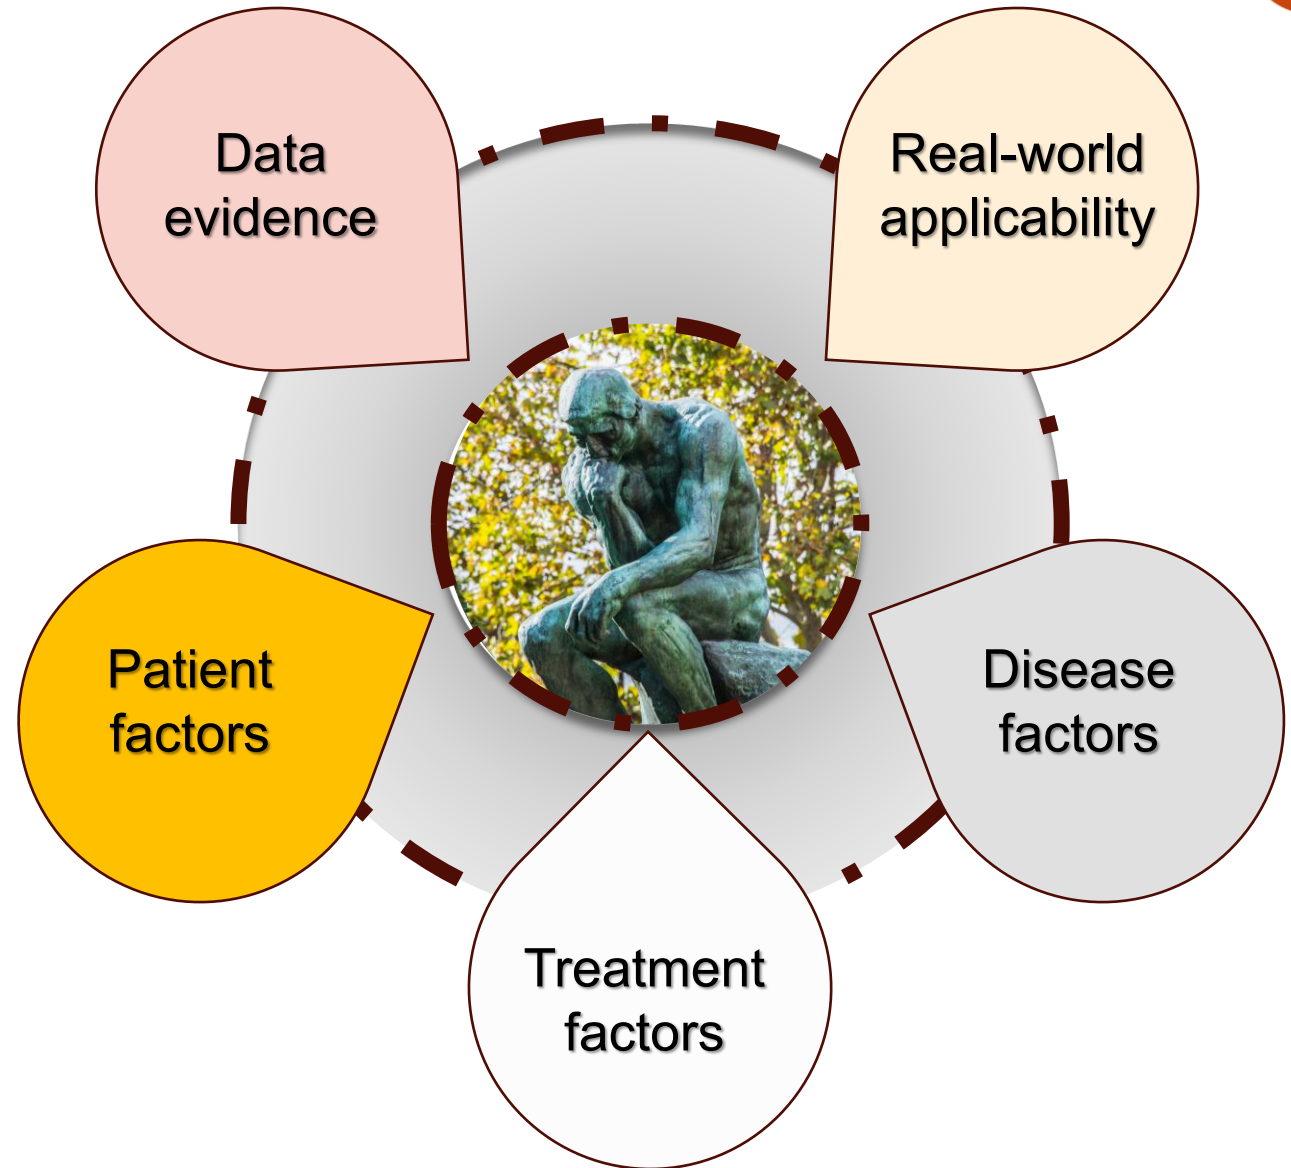 Data
evidence
Real-world
applicability
Patient
factors
Disease
factors
Treatment
factors